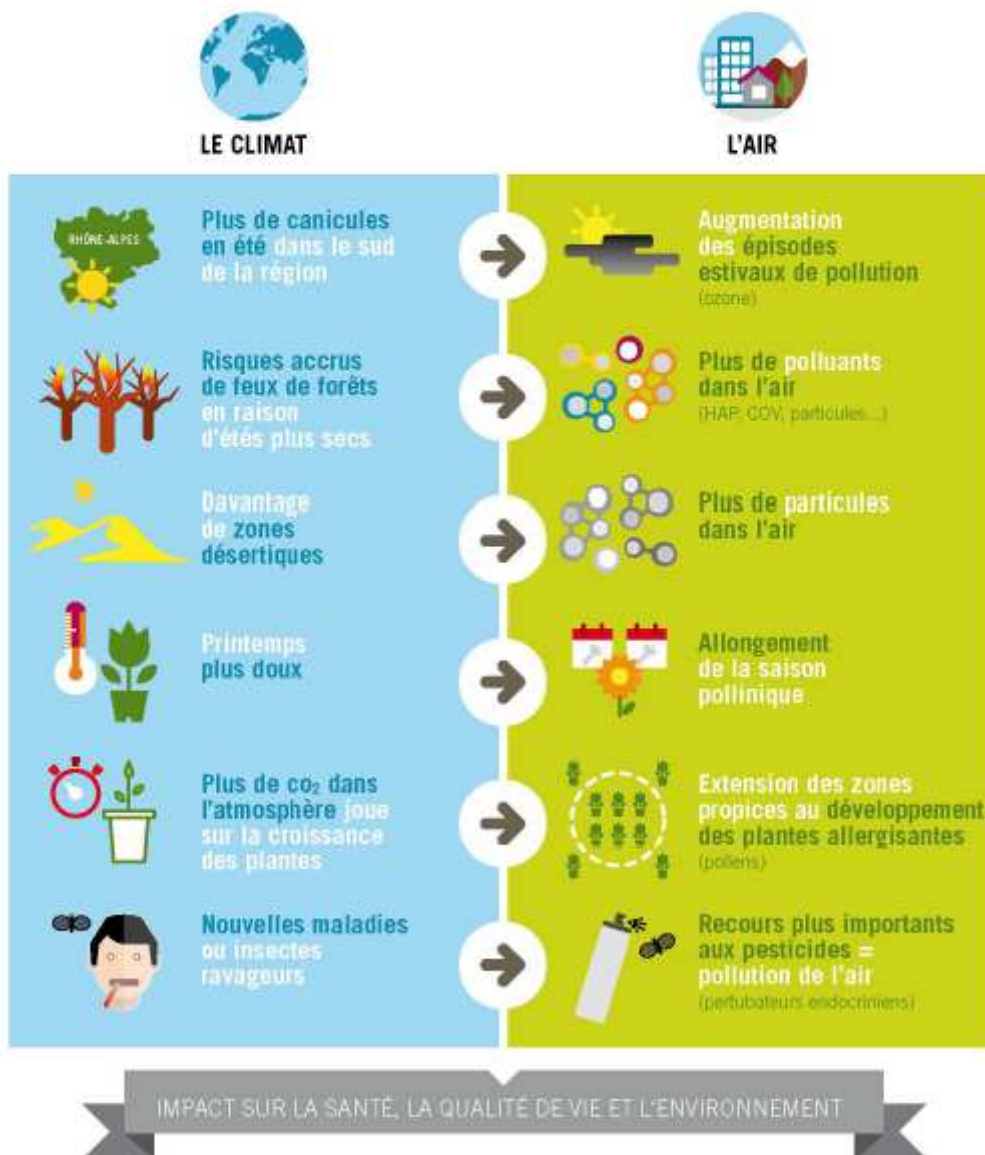 LE CLIMAT
L'AIR
RHÔNE-ALPES
Plus de canicules
en été dans le sud
de la région
Augmentation
des épisodes
estivaux de pollution
(ozone)
Risques accrus
de feux de forêts
en raison
d'étés plus secs
Plus de polluants
dans l'air
(HAP, COV, particules...)
Davantage
de zones
désertiques
Plus de particules
dans l'air
Printemps
plus doux
Allongement
de la saison
pollinique
Plus de co₂ dans
l'atmosphère joue
sur la croissance
des plantes
Extension des zones
propices au développement
des plantes allergisantes
(pollens)
Nouvelles maladies
ou insectes
ravageurs
Recours plus importants
aux pesticides =
pollution de l'air
(pertubateurs endocriniens)
IMPACT SUR LA SANTÉ, LA QUALITÉ DE VIE ET L'ENVIRONNEMENT